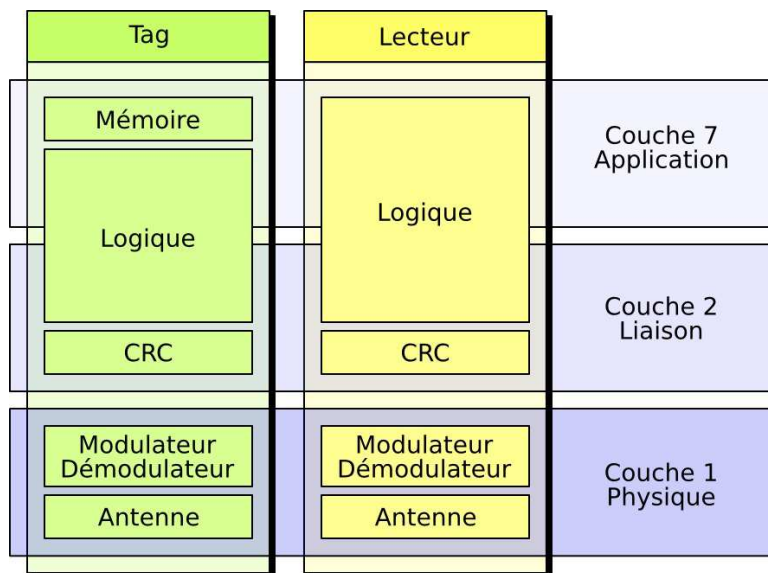 Tag
Lecteur
Mémoire
Logique
CRC
Modulateur
Démodulateur
Antenne
Logique
CRC
Modulateur
Démodulateur
Antenne
Couche 7
Application
Couche 2
Liaison
Couche 1
Physique